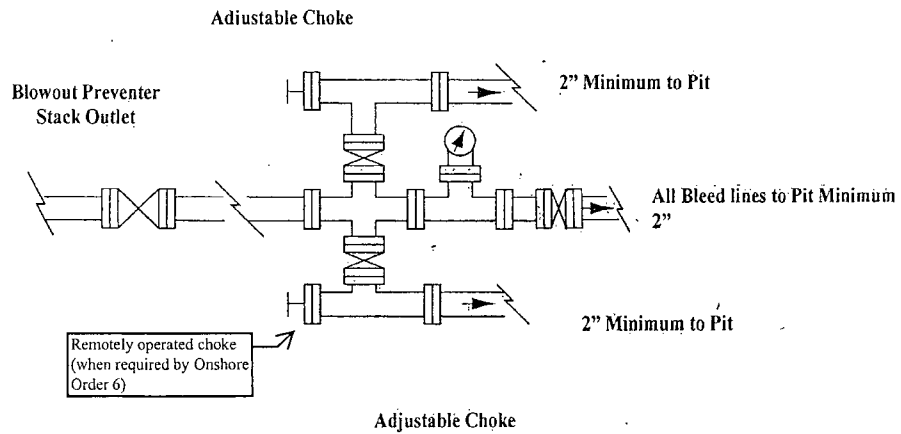 Adjustable Choke
2” Minimum to Pit
Blowout Preventer
Stack Outlet
All Bleed lines to Pit Minimum
2”
2” Minimum to Pit
Remotely operated choke
(when required by Onshore
Order 6)
Adjustable Choke